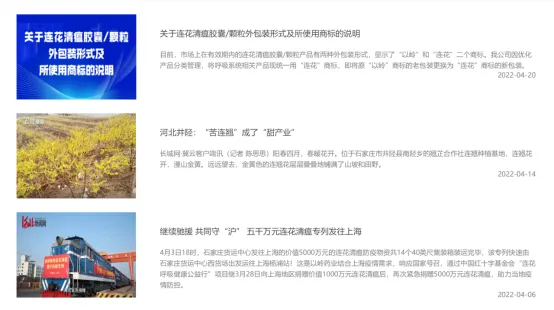 关于连花清瘟胶囊/颗粒
外包装形式及
所使用商标的说明
关于连花清瘟胶囊/颗粒外包装形式及所使用商标的说明
目前，市场上在有效期内的连花清瘟胶囊/颗粒产品有两种外包装形式，显示了“以岭”和“连花”二个商标。我公司因优化
产品分类管理，将呼吸系统相关产品现统一用“连花”商标，即将原“以岭”商标的老包装更换为“连花”商标的新包装。
2022-04-20
河北井陉：“苦连翘”成了“甜产业”
长城网·冀云客户端讯（记者 陈思思）阳春四月，春暖花开。位于石家庄市井陉县南陉乡的翘芷合作社连翘种植基地，连翘花
开，漫山金黄。远远望去，金黄色的连翘花层层叠叠地铺满了山坡和田野。
2022-04-14
继续驰援 共同守“沪” 五千万元连花清瘟专列发往上海
4月3日18时，石家庄货运中心发往上海的价值5000万元的连花清瘟防疫物资共14个40英尺集装箱装运完毕，该专列快速由
石家庄货运中心西货场出发运往上海杨浦站！这是以岭药业结合上海疫情需求，响应国家号召，通过中国红十字基金会“连花
呼吸健康公益行”项目继3月28日向上海地区捐赠价值1000万元连花清瘟后，再次紧急捐赠5000万元连花清瘟，助力当地疫
情防控。
2022-04-06